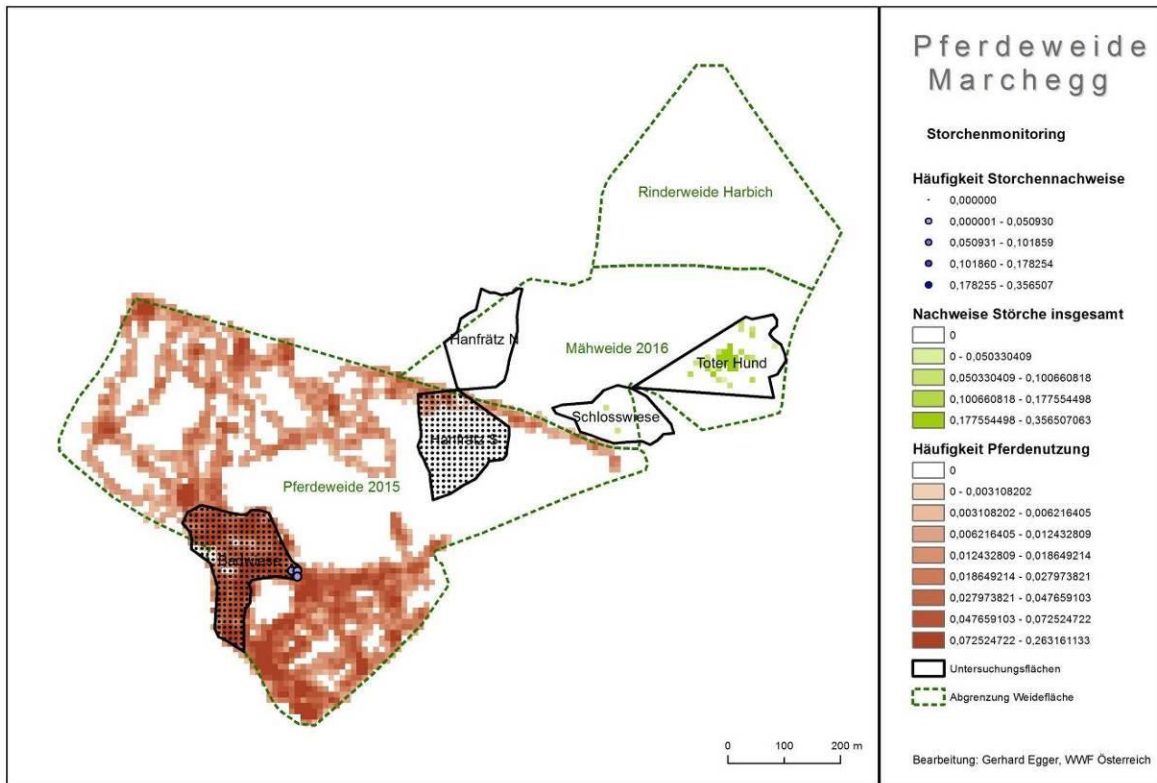 Pferdeweide
Marchegg
Storchenmonitoring
Häufigkeit Storchennachweise
0,000000
0,000001 - 0,050930
0,050931 - 0,101859
0,101860 - 0,178254
0,178255 - 0,356507
Nachweise Störche insgesamt
0
0 - 0,050330409
0,050330409 - 0,100660818
0,100660818 - 0,177554498
0,177554498 - 0,356507063
Häufigkeit Pferdenutzung
0
0 - 0,003108202
0,003108202 - 0,006216405
0,006216405 - 0,012432809
0,012432809 - 0,018649214
0,018649214 - 0,027973821
0,027973821 - 0,047659103
0,047659103 - 0,072524722
0,072524722 - 0,263161133
Untersuchungsflächen
Abgrenzung Weidefläche
Bearbeitung: Gerhard Egger, WWF Österreich
Rinderweide Harbich
Hanfrätz N
Mähweide 2016
Toter Hund
Schlosswiese
Hanfrätz S
Pferdeweide 2015
Badwiese
0 100 200 m